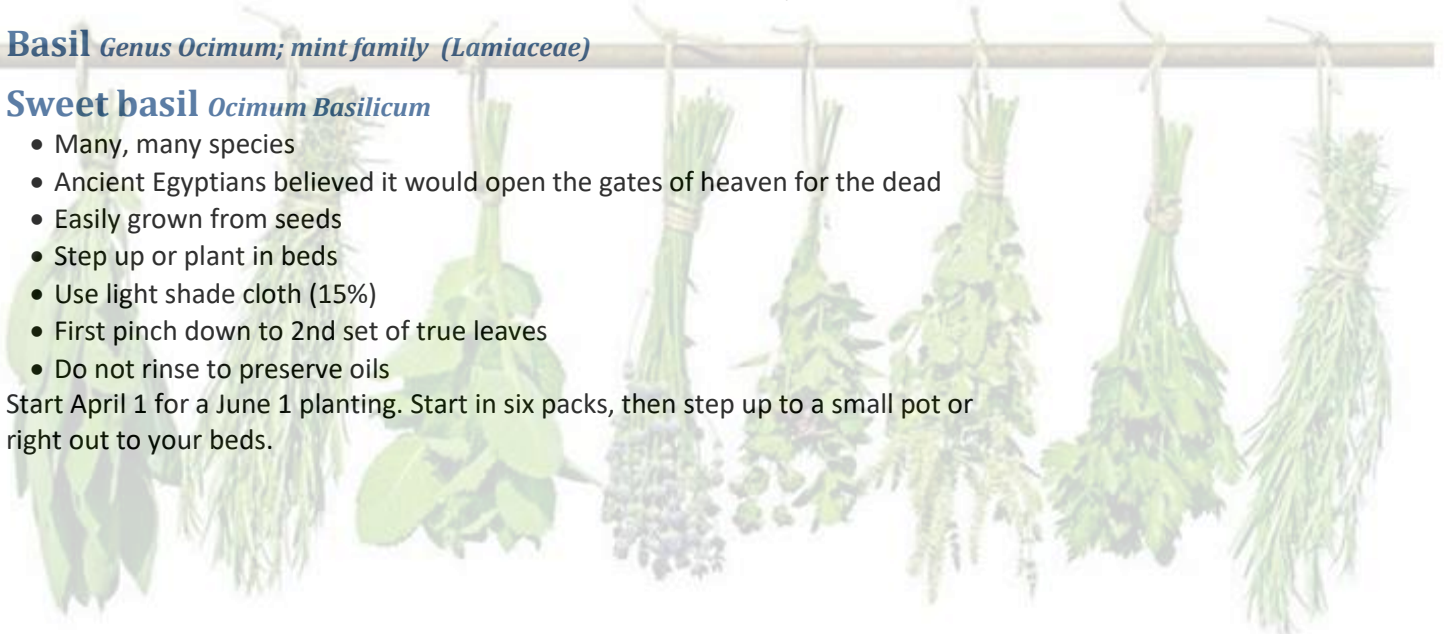 Basil Genus Ocimum; mint family (Lamiaceae)
Sweet basil Ocimum Basilicum
• Many, many species
• Ancient Egyptians believed it would open the gates of heaven for the dead
• Easily grown from seeds
• Step up or plant in beds
• Use light shade cloth (15%)
• First pinch down to 2nd set of true leaves
• Do not rinse to preserve oils
Start April 1 for a June 1 planting. Start in six packs, then step up to a small pot or
right out to your beds.